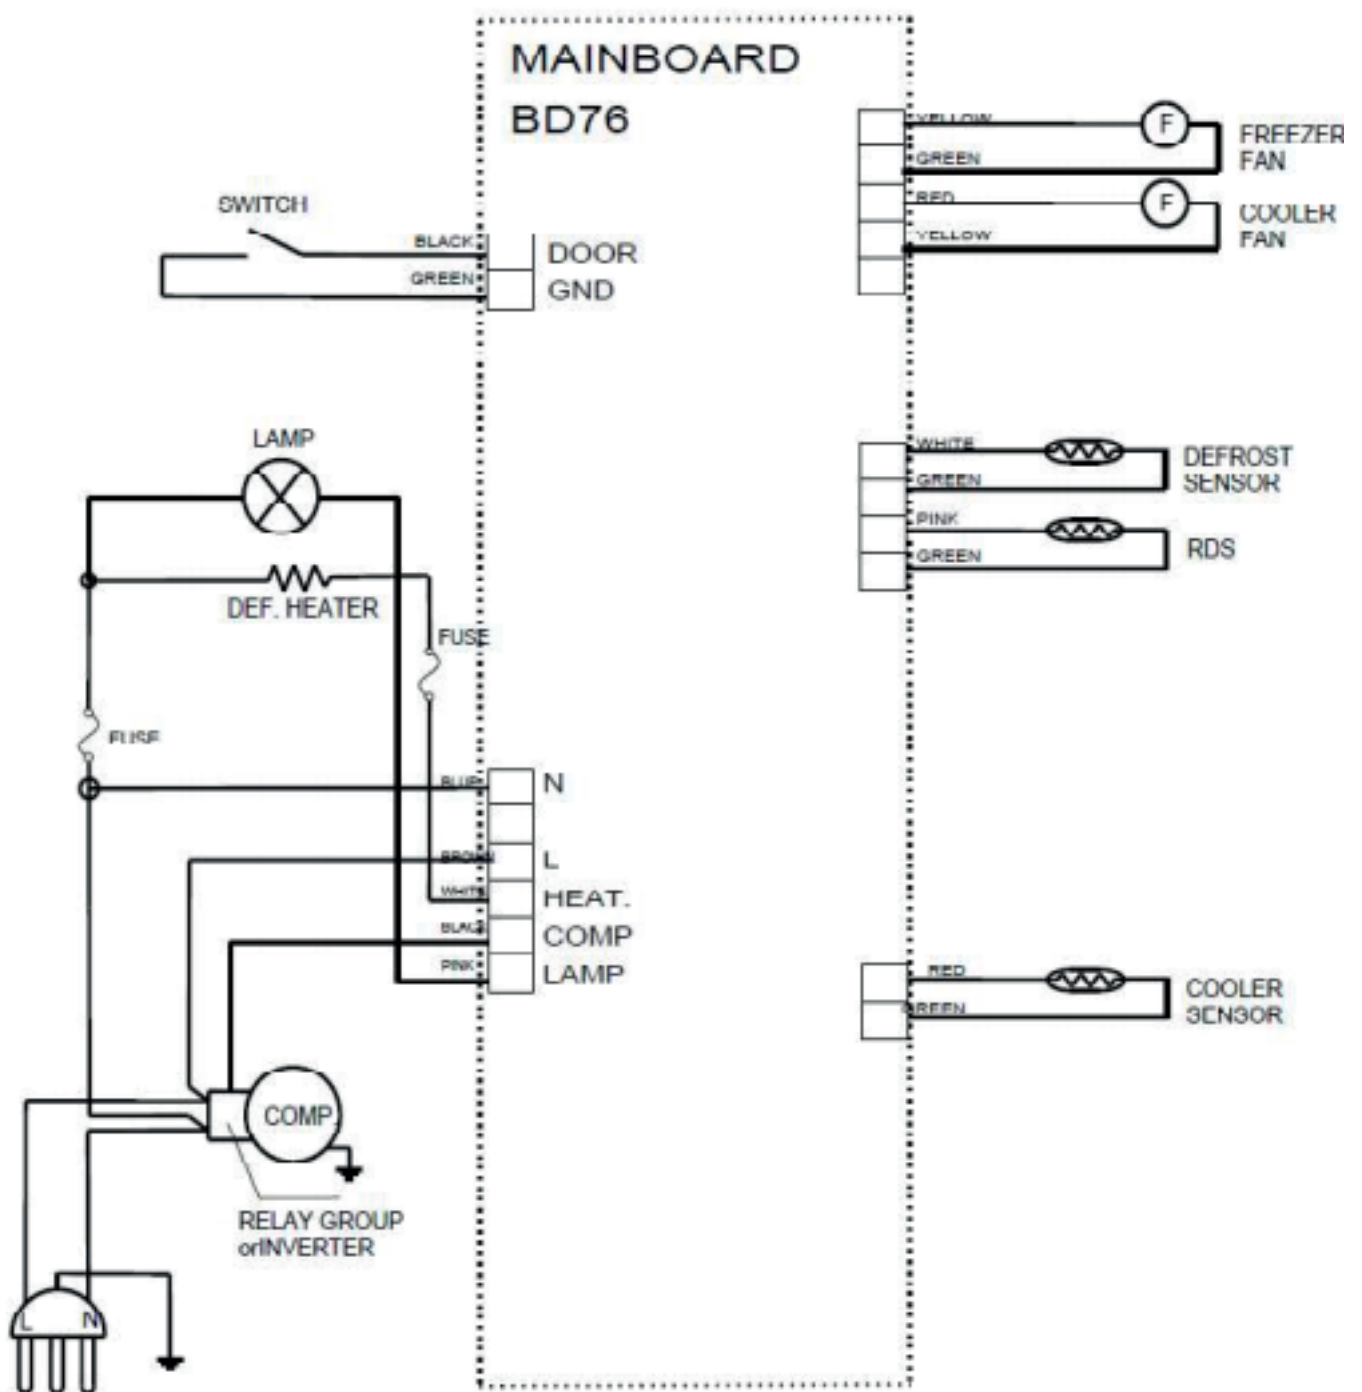 MAINBOARD
BD76
YELLOW
GREEN
FREEZER
FAN
RED
YELLOW
COOLER
FAN
SWITCH
BLACK
DOOR
GREEN
GND
LAMP
WHITE
GREEN
DEFROST
SENSOR
PINK
GREEN
RDS
DEF. HEATER
FUSE
FUSE
BLUE
N
BROWN
L
WHITE
HEAT.
BLACK
COMP
PINK
LAMP
RED
GREEN
COOLER
SENSOR
COMP.
RELAY GROUP
orINVERTER
L
N
F
F